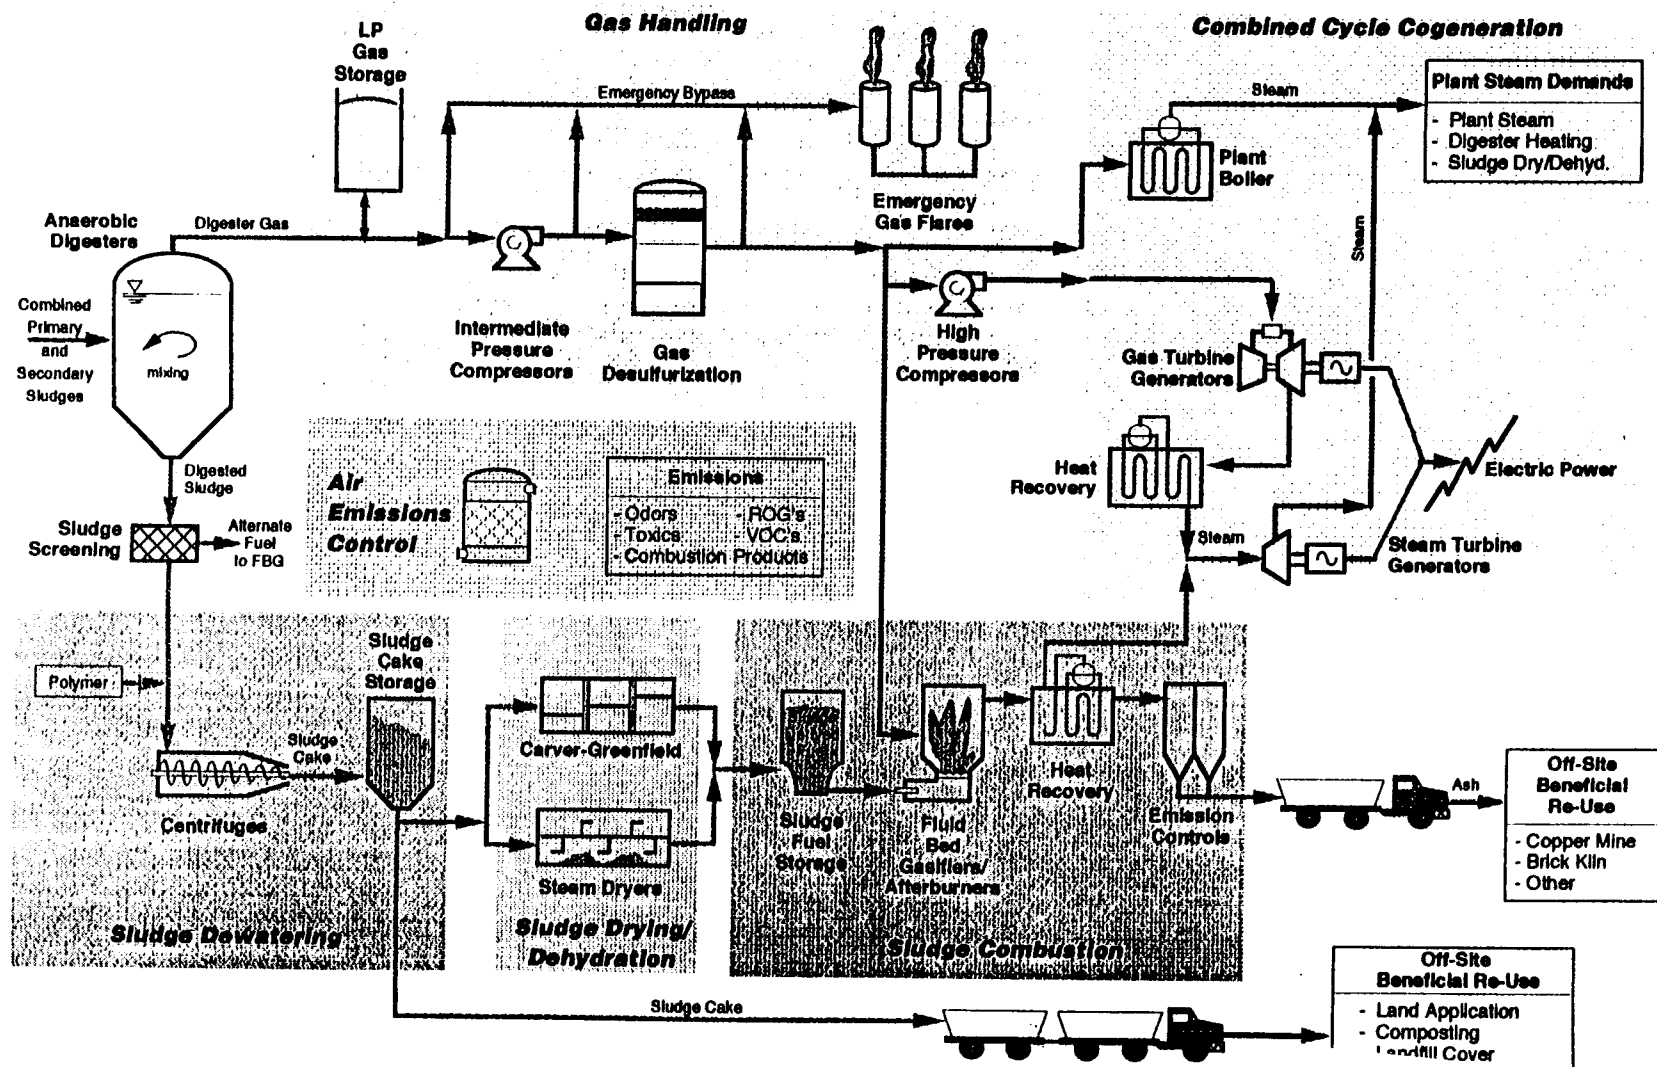 Gas Handling
Combined Cycle Cogeneration
LP
Gas
Storage
Emergency Bypass
Steam
Plant Steam Demands
- Plant Steam
- Digester Heating
- Sludge Dry/Dehyd.
Plant
Boiler
Emergency
Gas Flares
Anaerobic
Digesters
Digester Gas
Steam
Combined
Primary
and
Secondary
Sludges
mixing
Intermediate
Pressure
Compressors
Gas
Desulfurization
High
Pressure
Compressors
Gas Turbine
Generators
Heat
Recovery
Electric Power
Digested
Sludge
Air
Emissions
Control
Emissions
- Odors - ROG's
- Toxics - VOC's
- Combustion Products
Sludge
Screening
Alternate
Fuel
to FBG
Steam
Steam Turbine
Generators
Sludge
Cake
Storage
Polymer
Sludge
Cake
Centrifuges
Carver-Greenfield
Steam Dryers
Sludge
Fuel
Storage
Fluid
Bed
Gasifiers/
Afterburners
Heat
Recovery
Emission
Controls
Ash
Off-Site
Beneficial
Re-Use
- Copper Mine
- Brick Kiln
- Other
Sludge Dewatering
Sludge Drying/
Dehydration
Sludge Combustion
Sludge Cake
Off-Site
Beneficial Re-Use
- Land Application
- Composting
- Landfill Cover